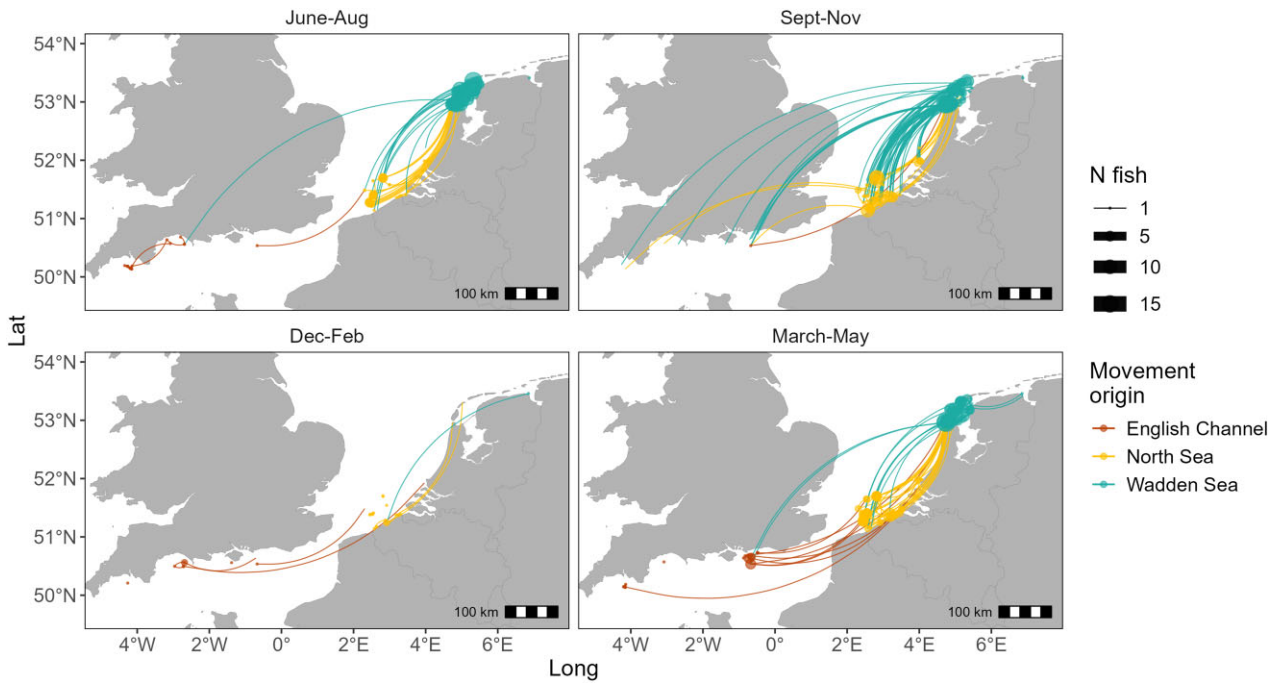 June-Aug
Sept-Nov
54°N
53°N
52°N
51°N
50°N
100 km
100 km
Lat
Dec-Feb
March-May
54°N
53°N
52°N
51°N
50°N
100 km
100 km
4°W
2°W
0°
2°E
4°E
6°E
4°W
2°W
0°
2°E
4°E
6°E
Long
N fish
1
5
10
15
Movement
origin
English Channel
North Sea
Wadden Sea